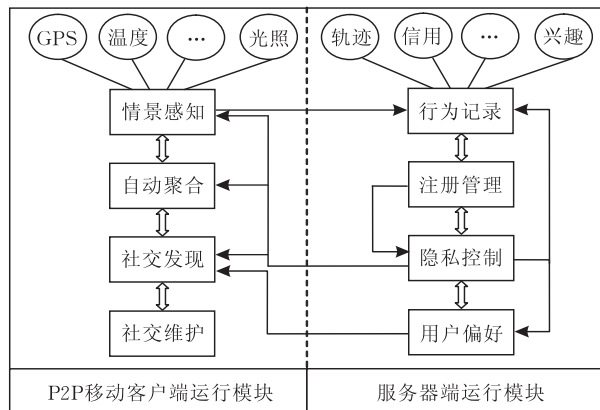 GPS
温度
…
光照
轨迹
信用
…
兴趣
情景感知
行为记录
自动聚合
注册管理
社交发现
隐私控制
社交维护
用户偏好
P2P移动客户端运行模块
服务器端运行模块